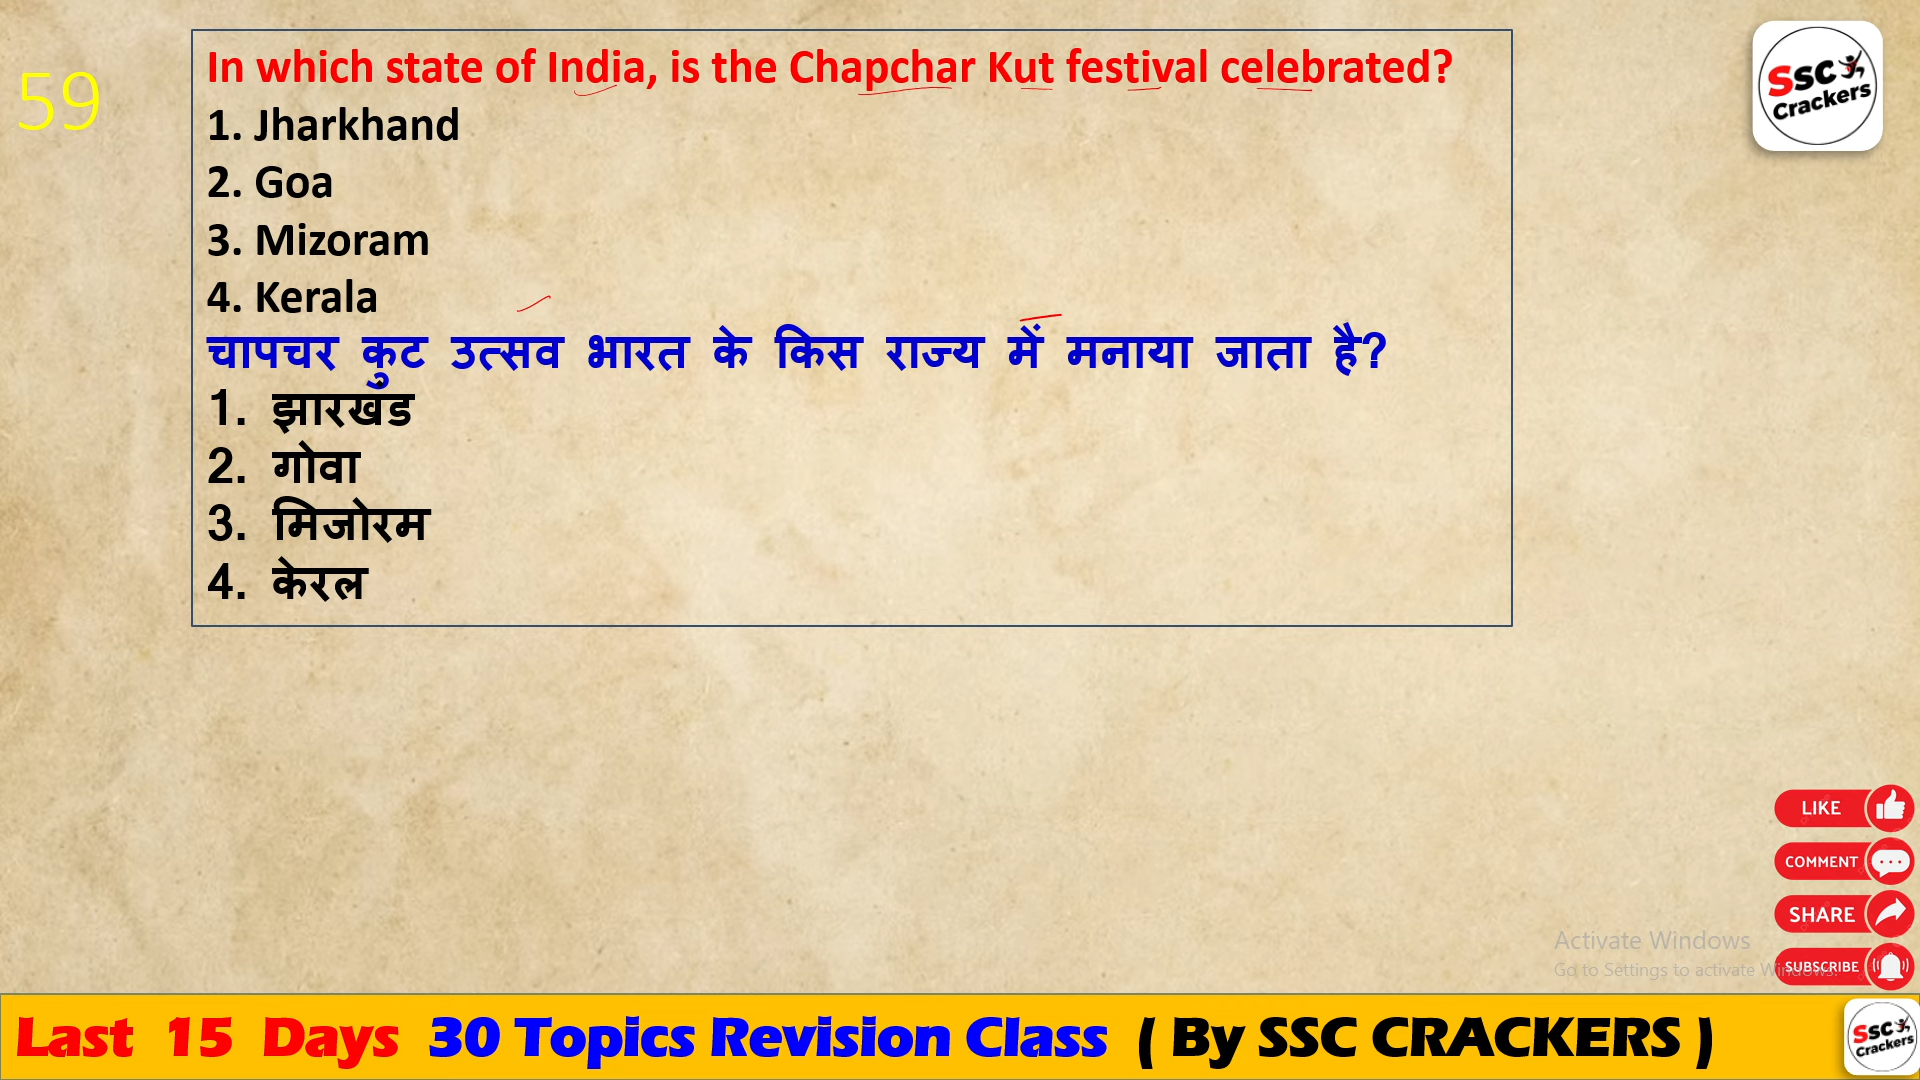 59
In which state of India, is the Chapchar Kut festival celebrated?
1. Jharkhand
2. Goa
3. Mizoram
4. Kerala
चापचर कुट उत्सव भारत के किस राज्य में मनाया जाता है?
1. झारखंड
2. गोवा
3. मिजोरम
4. केरल
SSC
Crackers
LIKE
COMMENT
SHARE
SUBSCRIBE
Activate Windows
Go to Settings to activate Windows.
Last 15 Days 30 Topics Revision Class ( By SSC CRACKERS )
SSC
Crackers